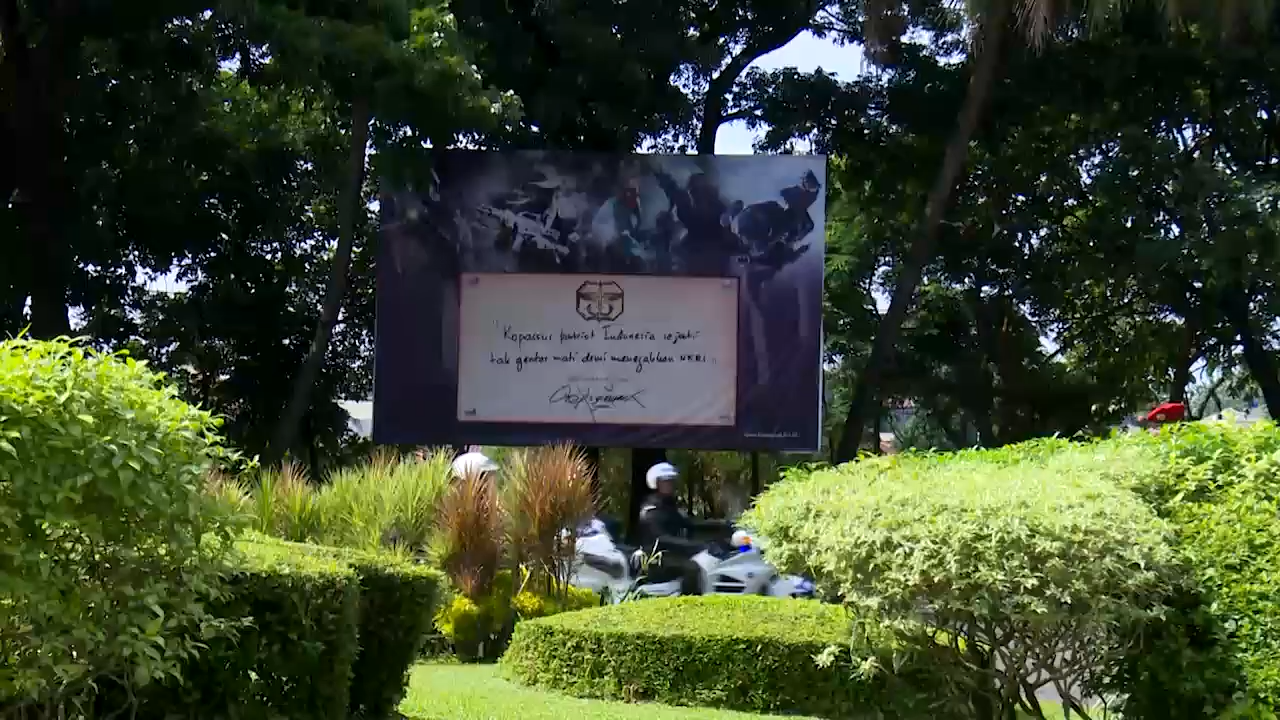 "Kopassus patriot Indonesia sejati
tak gentar mati demi menegakkan NKRI"